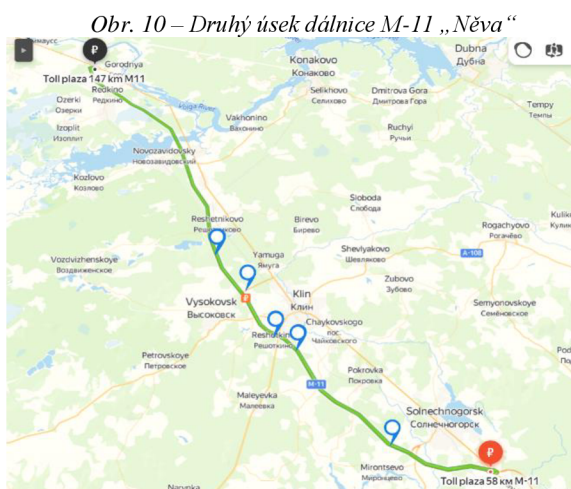 Obr. 10 – Druhý úsek dálnice M-11 „Něva“
Gorodnya
Toll plaza 147 km M11
Redkino
Редкино
Ozerki
Озерки
Izoplit
Изоплит
Kozlovo
Козлово
Konakovo
Конаково
Dubna
Дубна
Selikhovo
Селихово
Dmitrova Gora
Дмитрова Гора
Vakhonino
Вахонино
Tempy
Темпы
Ruchyi
Ручьи
Novozavidovsky
Новозавидовский
Sloboda
Слобода
Reshetnikovo
Birevo
Бирево
Rogachyovo
Рогачёво
Vozdvizhenskoye
Воздвиженское
Yamuga
Ямуга
Shevlyakovo
Шевляково
A-108
Zubovo
Зубово
Klin
Клин
Vysokovsk
Высоковск
Semyonovskoye
Семёновское
Chaykovskogo
пос.
Чайковского
Решоткино
Petrovskoye
Петровское
M-11
Pokrovka
Покровка
Maleyevka
Малеевка
Solnechnogorsk
Солнечногорск
Mirontsevo
Миронцево
Toll plaza 58 км M-11